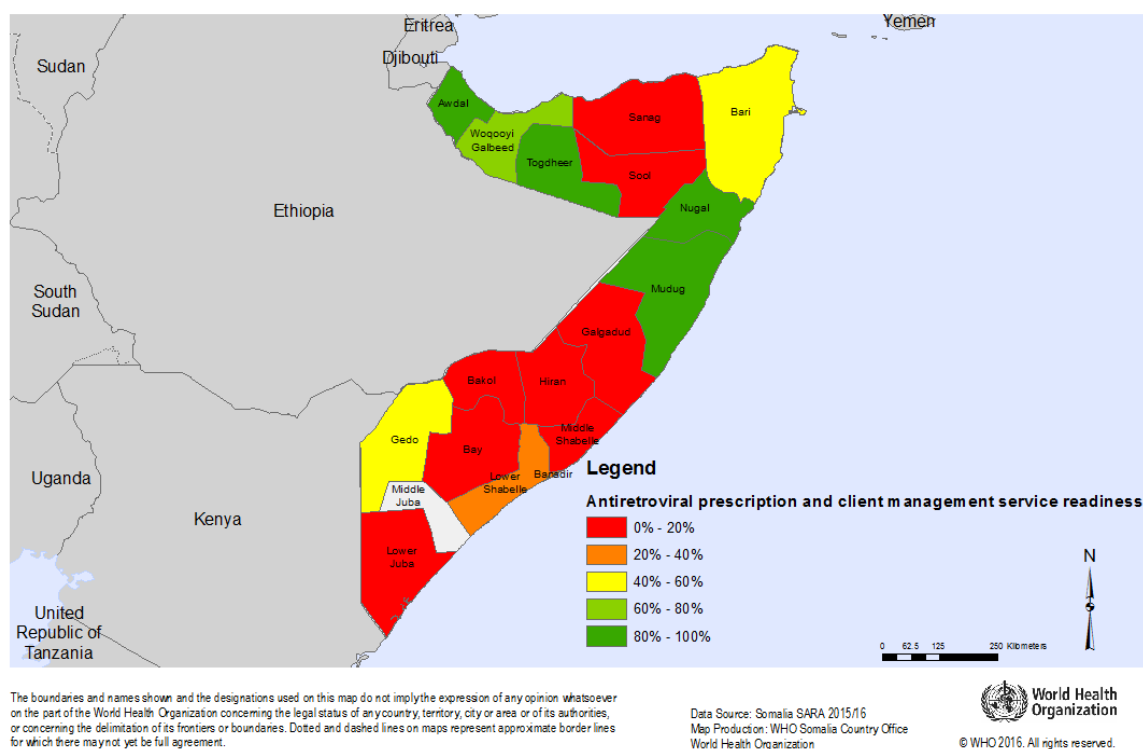 Eritrea
Yemen
Djibouti
Sudan
Awdal
Woqooyi
Galbeed
Togdheer
Sanag
Bari
Sool
Nugal
Ethiopia
Mudug
South
Sudan
Galgadud
Bakol
Hiran
Gedo
Middle
Shabelle
Bay
Banadir
Lower
Shabelle
Middle
Juba
Uganda
Kenya
Lower
Juba
United
Republic of
Tanzania
Legend
Antiretroviral prescription and client management service readiness
0% - 20%
20% - 40%
40% - 60%
60% - 80%
80% - 100%
N
0 62.5 125 250 Kilometers
The boundaries and names shown and the designations used on this map do not imply the expression of any opinion whatsoever
on the part of the World Health Organization concerning the legal status of any country, territory, city or area or of its authorities,
or concerning the delimitation of its frontiers or boundaries. Dotted and dashed lines on maps represent approximate border lines
for which there may not yet be full agreement.
Data Source: Somalia SARA 2015/16
Map Production: WHO Somalia Country Office
World Health Organization
World Health
Organization
© WHO 2016. All rights reserved.